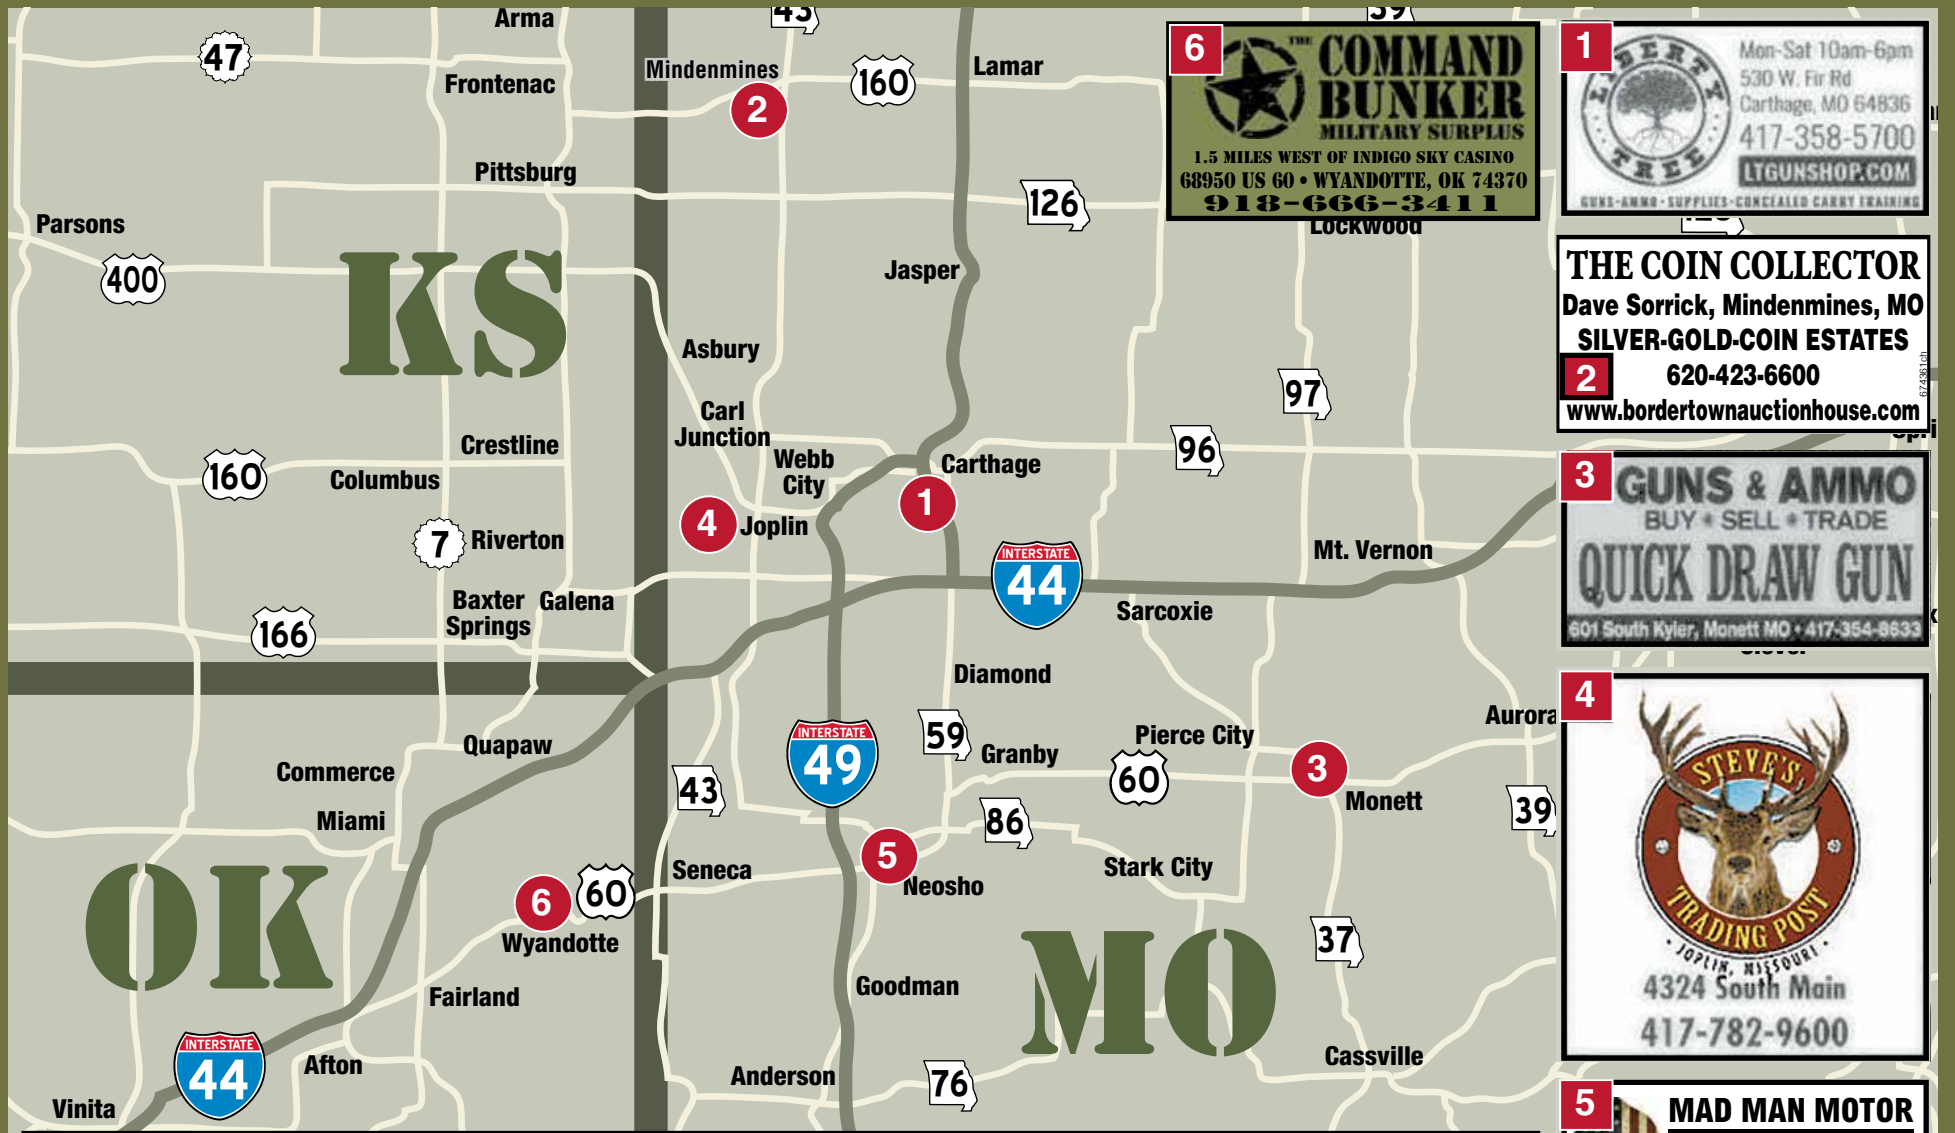 Arma
43
39
47
Mindenmines
160
Lamar
Frontenac
2
Pittsburg
126
Parsons
400
KS
Jasper
Lockwood
Asbury
97
Carl
Junction
Crestline
96
160
Columbus
Webb
City
Carthage
1
4
Joplin
7
Riverton
INTERSTATE
44
Mt. Vernon
Baxter
Springs
Galena
Sarcoxie
166
Diamond
Quapaw
59
Pierce City
Aurora
INTERSTATE
49
Granby
60
3
Commerce
43
Monett
Miami
86
39
5
Seneca
Stark City
Neosho
OK
6
60
Wyandotte
MO
37
Fairland
Goodman
INTERSTATE
44
Afton
Cassville
Anderson
76
Vinita
6
THE COMMAND
BUNKER
MILITARY SURPLUS
1.5 MILES WEST OF INDIGO SKY CASINO
68950 US 60 • WYANDOTTE, OK 74370
918-666-3411
1
LIBERTY
TREE
Mon-Sat 10am-6pm
530 W. Fir Rd
Carthage, MO 64836
417-358-5700
LTGUNSHOP.COM
GUNS-AMMO-SUPPLIES-CONCEALED CARRY TRAINING
THE COIN COLLECTOR
Dave Sorrick, Mindenmines, MO
SILVER-GOLD-COIN ESTATES
2
620-423-6600
www.bordertownauctionhouse.com
674361ch
3
GUNS & AMMO
BUY • SELL • TRADE
QUICK DRAW GUN
601 South Kyler, Monett MO • 417-354-8633
4
STEVE'S
TRADING POST
• JOPLIN, MISSOURI •
4324 South Main
417-782-9600
5
MAD MAN MOTOR